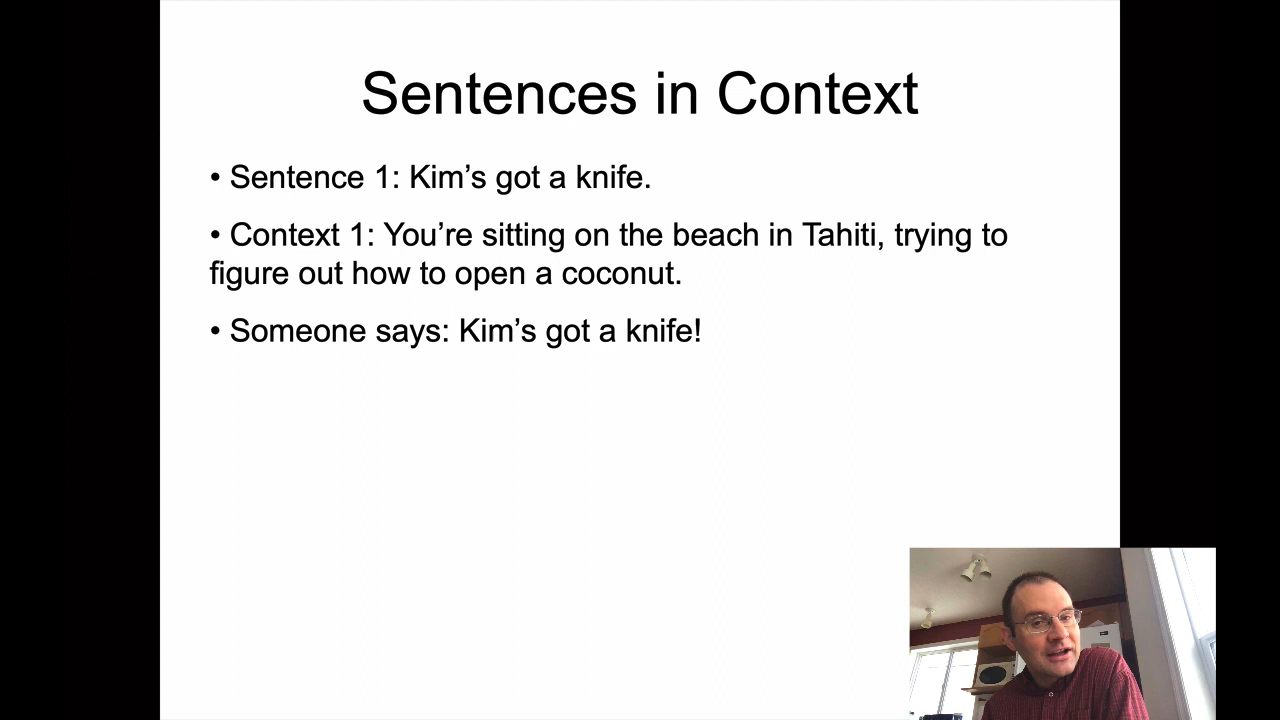 Sentences in Context
• Sentence 1: Kim’s got a knife.
• Context 1: You’re sitting on the beach in Tahiti, trying to
figure out how to open a coconut.
• Someone says: Kim’s got a knife!